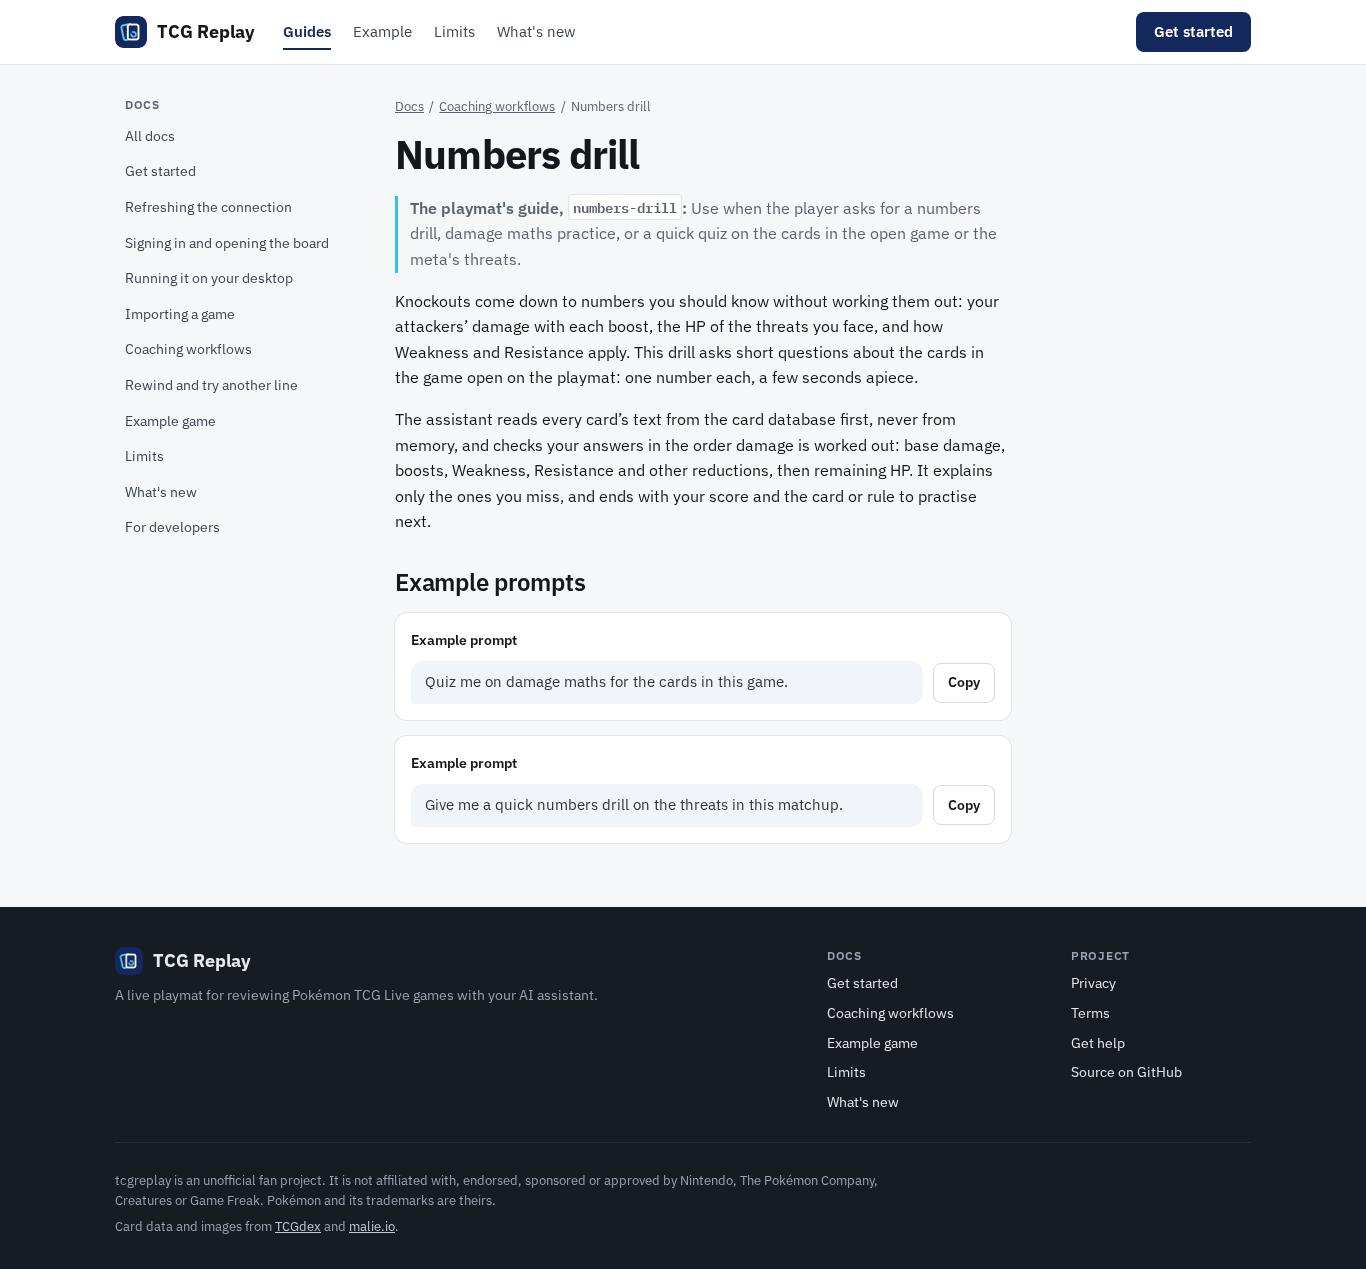 TCG Replay
Guides
Example
Limits
What's new
Get started
DOCS
All docs
Get started
Refreshing the connection
Signing in and opening the board
Running it on your desktop
Importing a game
Coaching workflows
Rewind and try another line
Example game
Limits
What's new
For developers
Docs / Coaching workflows / Numbers drill
Numbers drill
The playmat's guide, numbers-drill: Use when the player asks for a numbers
drill, damage maths practice, or a quick quiz on the cards in the open game or the
meta's threats.
Knockouts come down to numbers you should know without working them out: your
attackers’ damage with each boost, the HP of the threats you face, and how
Weakness and Resistance apply. This drill asks short questions about the cards in
the game open on the playmat: one number each, a few seconds apiece.
The assistant reads every card’s text from the card database first, never from
memory, and checks your answers in the order damage is worked out: base damage,
boosts, Weakness, Resistance and other reductions, then remaining HP. It explains
only the ones you miss, and ends with your score and the card or rule to practise
next.
Example prompts
Example prompt
Quiz me on damage maths for the cards in this game.
Copy
Example prompt
Give me a quick numbers drill on the threats in this matchup.
Copy
TCG Replay
A live playmat for reviewing Pokémon TCG Live games with your AI assistant.
DOCS
Get started
Coaching workflows
Example game
Limits
What's new
PROJECT
Privacy
Terms
Get help
Source on GitHub
tcgreplay is an unofficial fan project. It is not affiliated with, endorsed, sponsored or approved by Nintendo, The Pokémon Company,
Creatures or Game Freak. Pokémon and its trademarks are theirs.
Card data and images from TCGdex and malie.io.